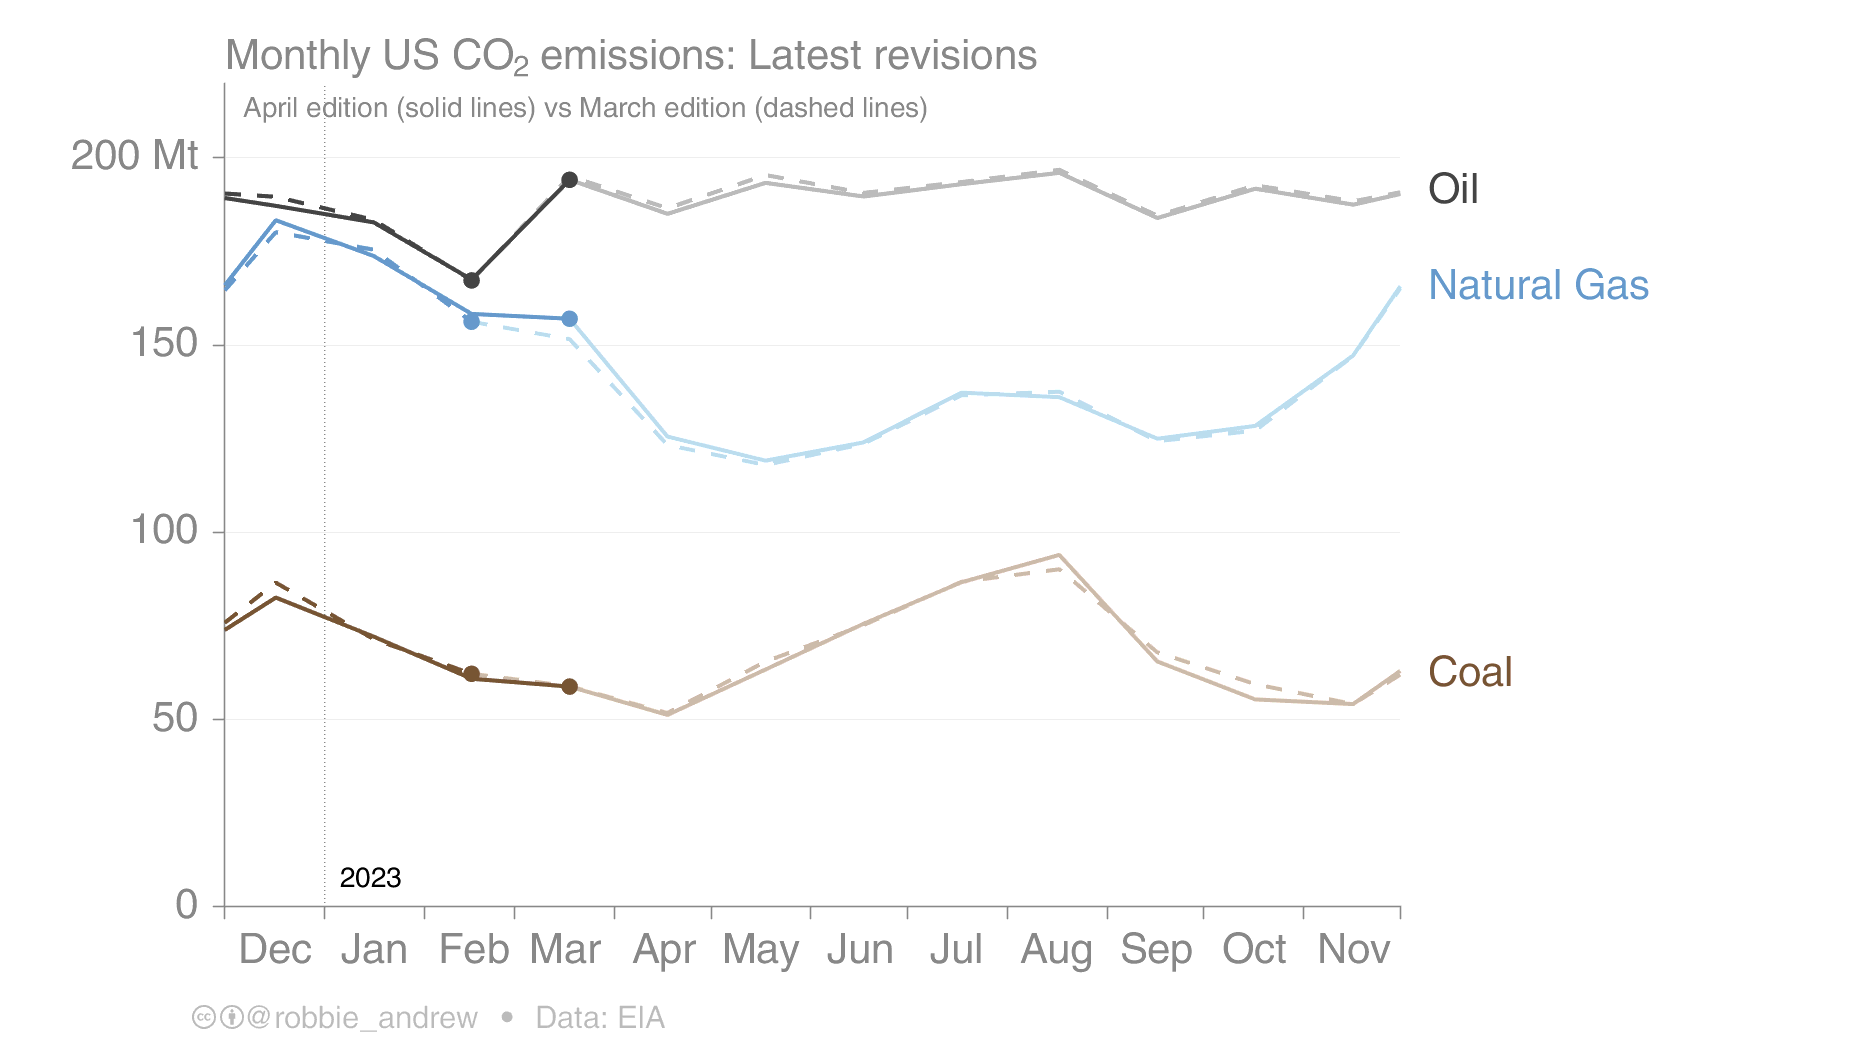 Monthly US CO₂ emissions: Latest revisions
April edition (solid lines) vs March edition (dashed lines)
200 Mt
Oil
Natural Gas
150
100
Coal
50
2023
0
Dec Jan Feb Mar Apr May Jun Jul Aug Sep Oct Nov
cc @robbie_andrew • Data: EIA